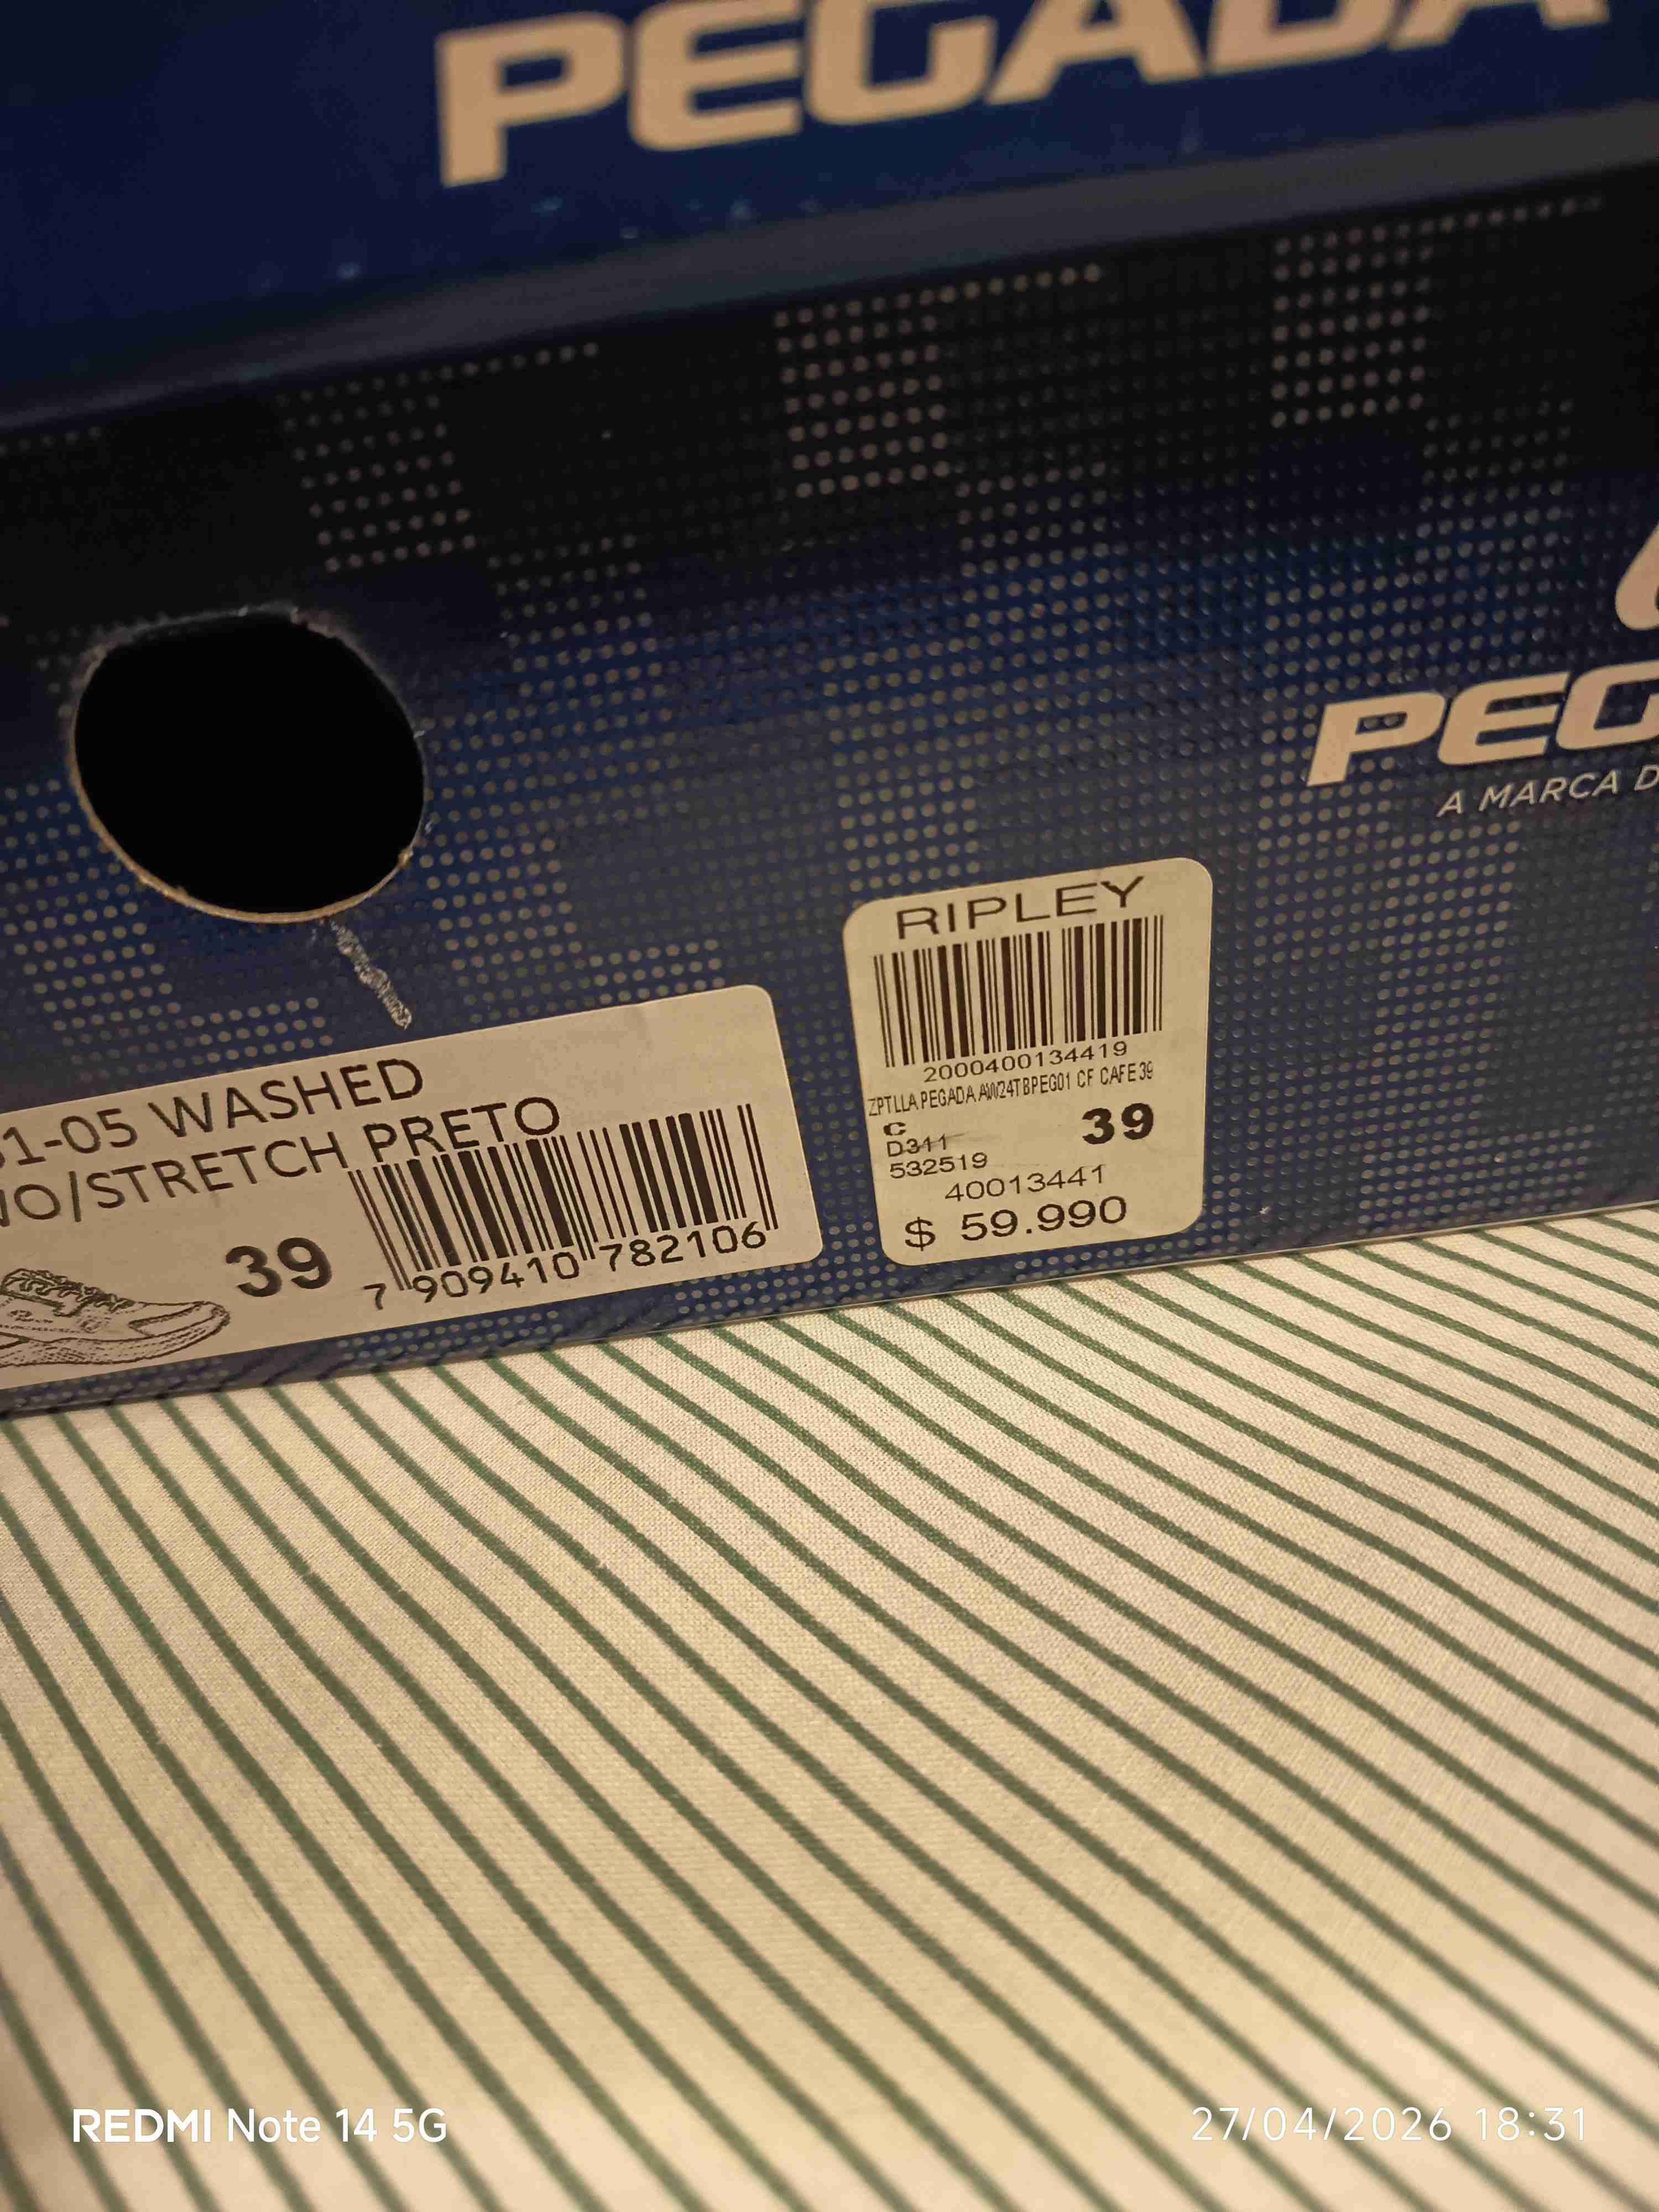 PEGADA
PEG
A MARCA D
RIPLEY
2000400134419
ZPTLLA PEGADA AW24TBPEG01 CF CAFE 39
C
D311
39
532519
40013441
$ 59.990
1-05 WASHED
VO/STRETCH PRETO
39
7 909410 782106
REDMI Note 14 5G
27/04/2026 18:31